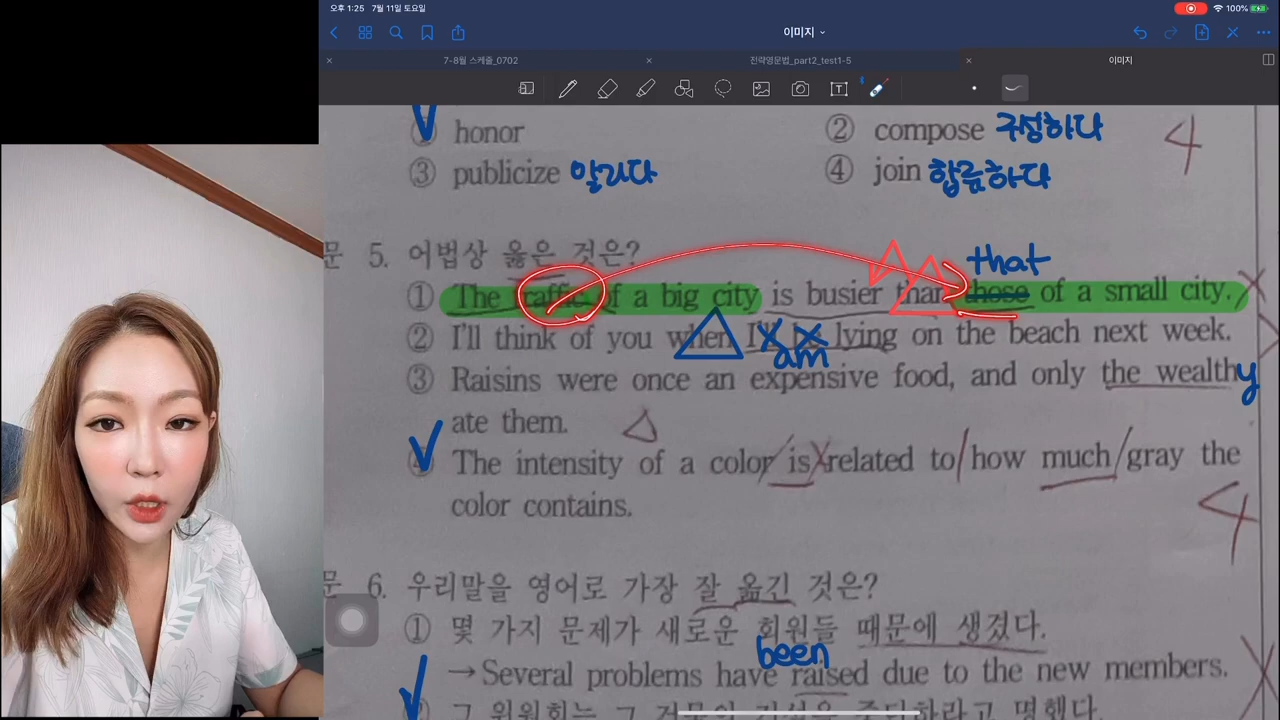 오후 1:25 7월 11일 토요일
100%
이미지
7-8월 스케쥴_0702
전략영문법_part2_test1-5
이미지
① honor
② compose 구성하다
4
③ publicize 알리다
④ join 합류하다
문 5. 어법상 옳은 것은?
that
① The traffic of a big city is busier than those of a small city.
② I'll think of you when I'll be lying on the beach next week.
am
③ Raisins were once an expensive food, and only the wealthy
ate them.
④ The intensity of a color is related to how much gray the
color contains.
4
문 6. 우리말을 영어로 가장 잘 옮긴 것은?
① 몇 가지 문제가 새로운 회원들 때문에 생겼다.
been
→ Several problems have raised due to the new members.